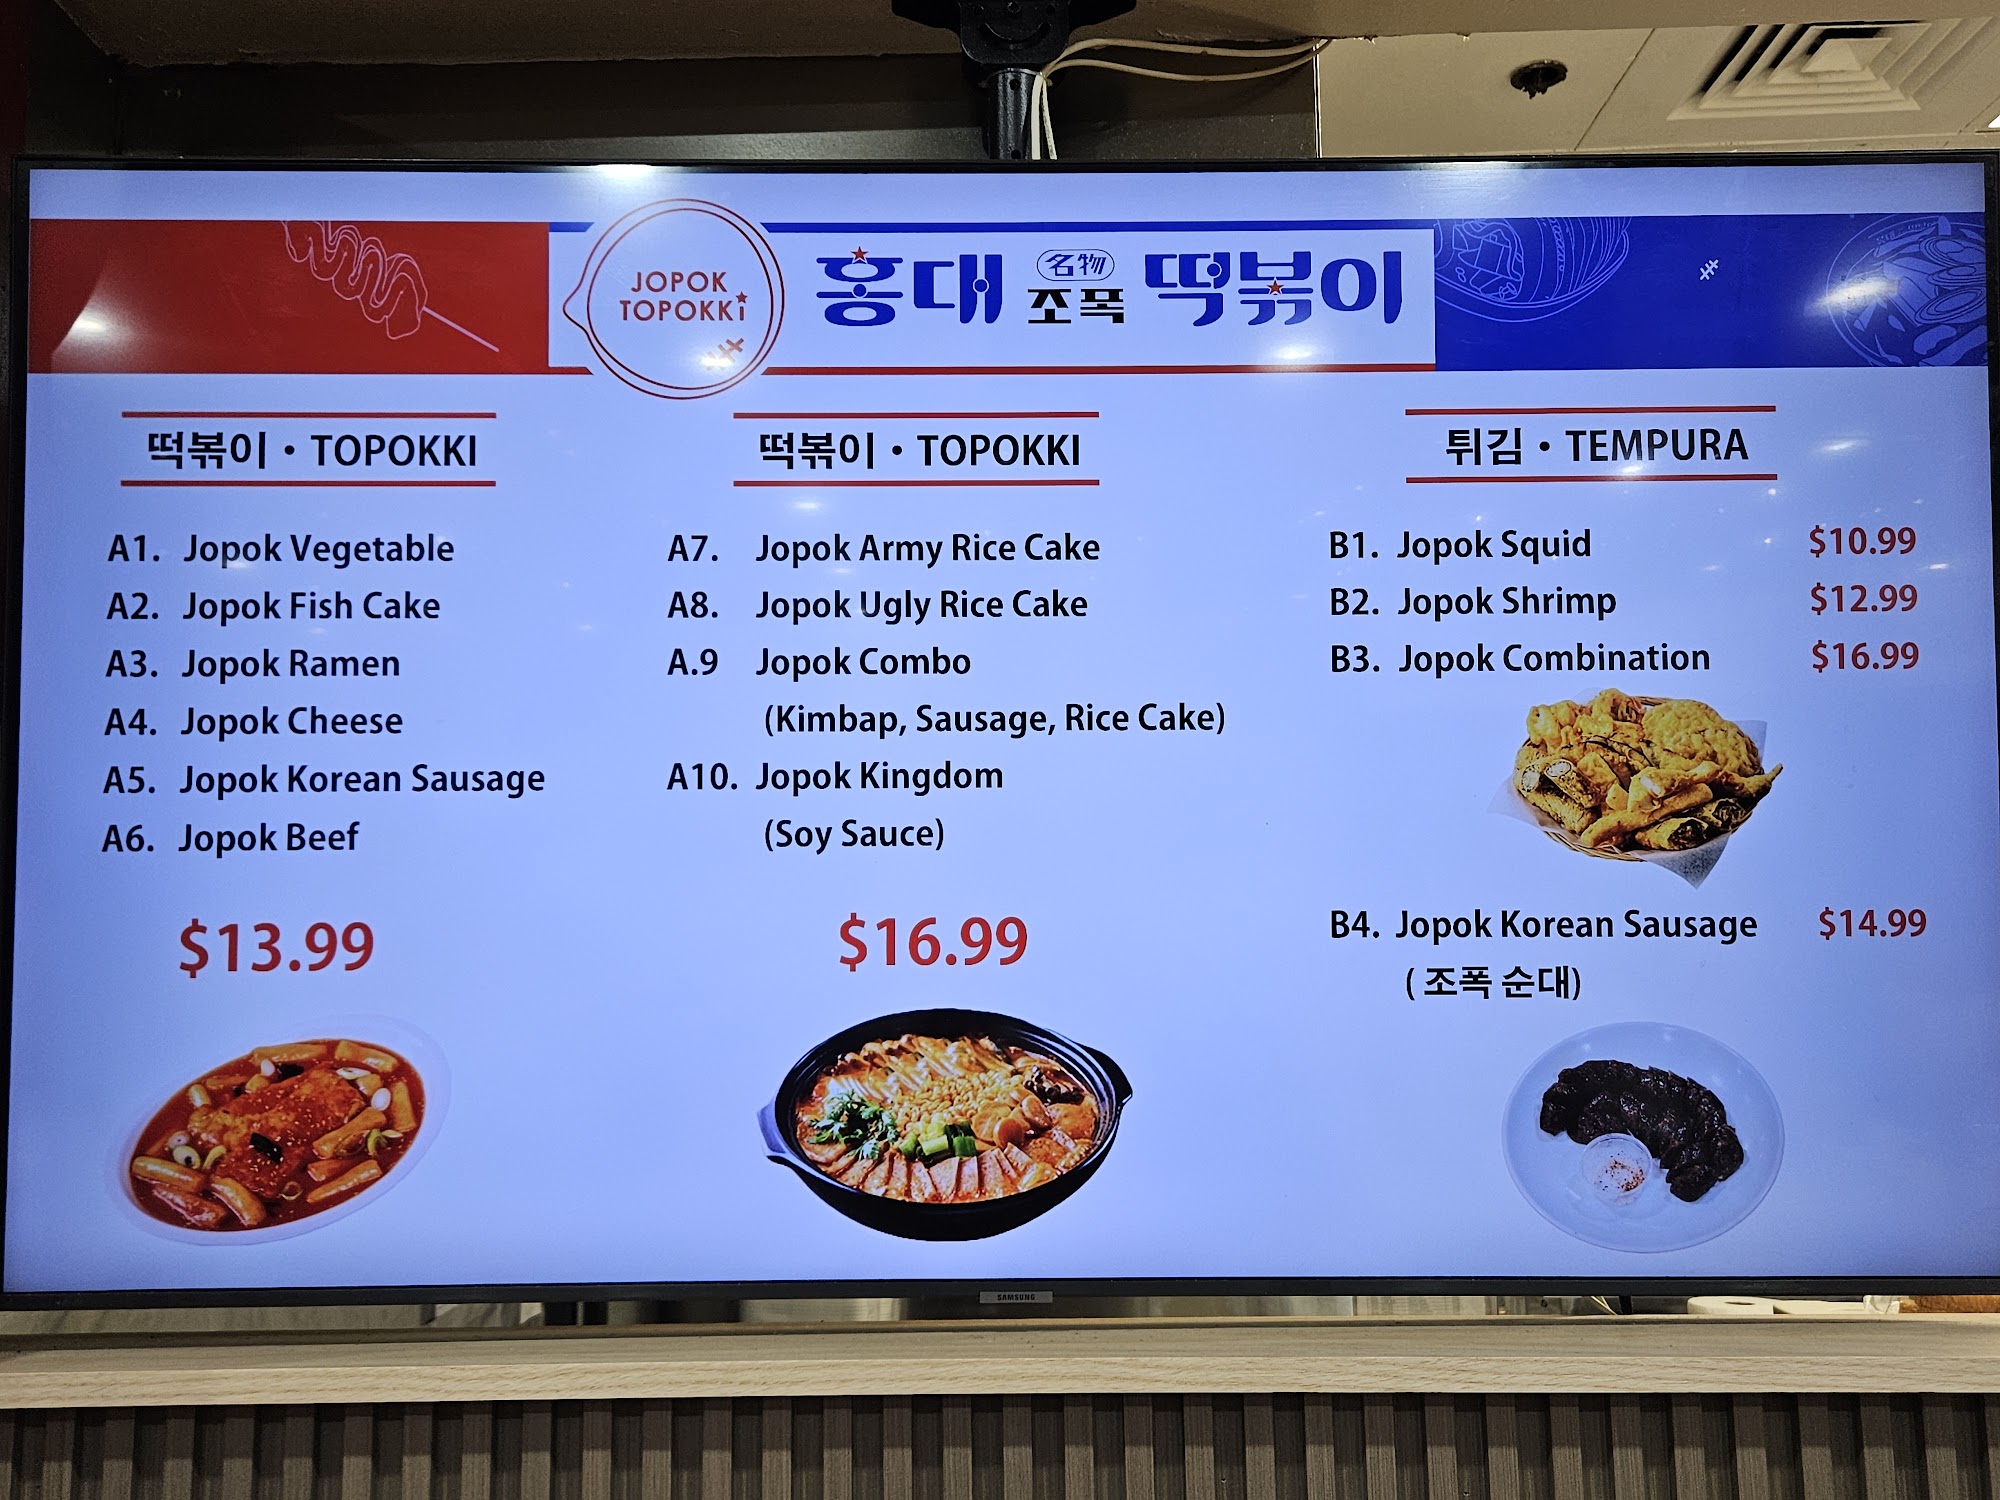 JOPOK
TOPOKKi
홍대 名物 조폭 떡볶이
떡볶이 • TOPOKKI
A1. Jopok Vegetable
A2. Jopok Fish Cake
A3. Jopok Ramen
A4. Jopok Cheese
A5. Jopok Korean Sausage
A6. Jopok Beef
$13.99
떡볶이 • TOPOKKI
A7. Jopok Army Rice Cake
A8. Jopok Ugly Rice Cake
A.9 Jopok Combo
(Kimbap, Sausage, Rice Cake)
A10. Jopok Kingdom
(Soy Sauce)
$16.99
튀김 • TEMPURA
B1. Jopok Squid $10.99
B2. Jopok Shrimp $12.99
B3. Jopok Combination $16.99
B4. Jopok Korean Sausage $14.99
( 조폭 순대)
SAMSUNG